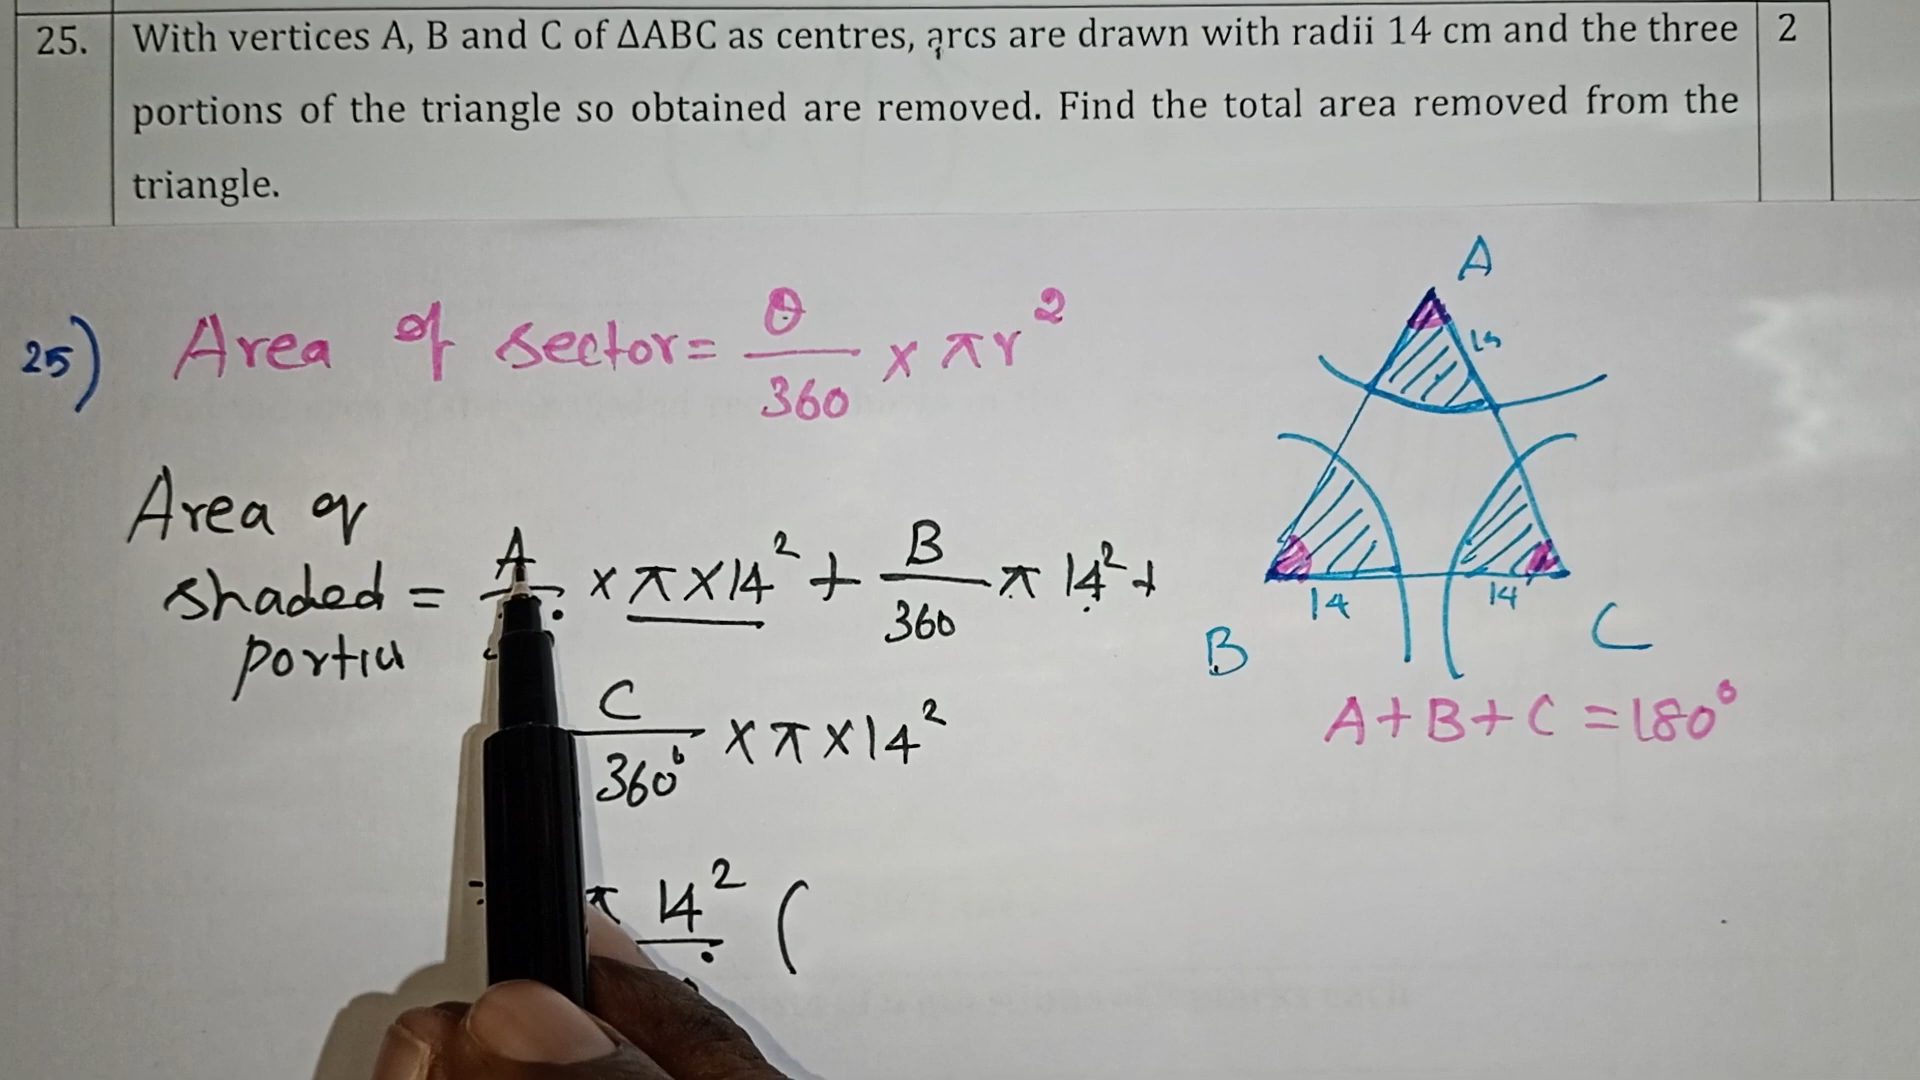 25. With vertices A, B and C of ΔABC as centres, arcs are drawn with radii 14 cm and the three 2
portions of the triangle so obtained are removed. Find the total area removed from the
triangle.
25) Area of sector = θ/360 × πr²
Area of
shaded = A × π × 14² + B/360 π 14² +
C/360° × π × 14²
π 14² (
A
14
14
B
C
A + B + C = 180°